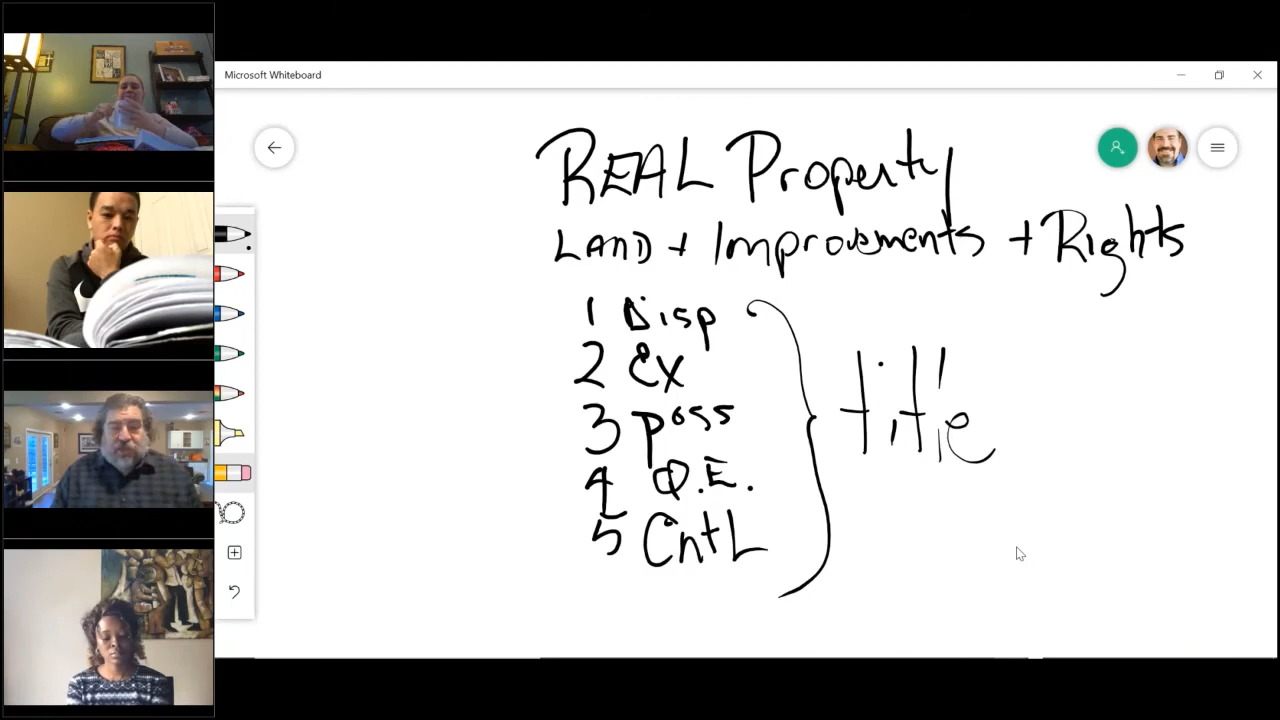 Microsoft Whiteboard
REAL Property
LAND + Improvements + Rights
1 Disp
2 Ex
3 Poss
4 Q.E.
5 CntL
title